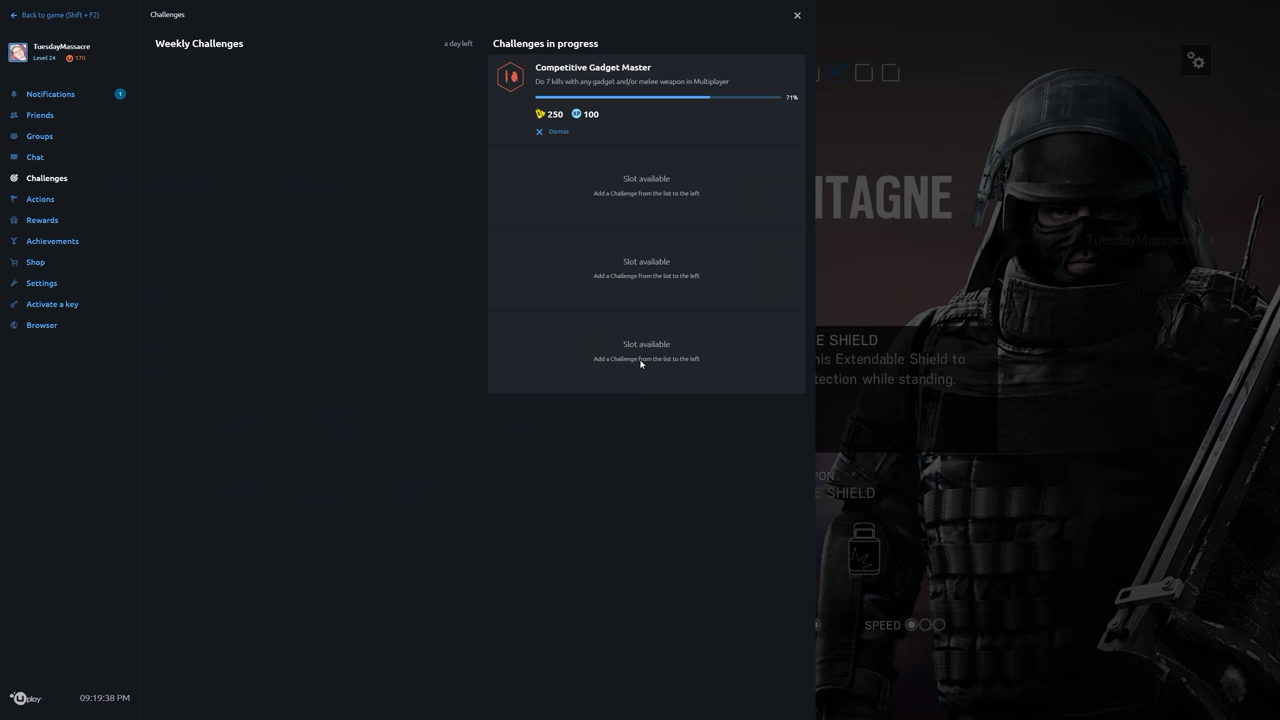 Back to game (Shift + F2)
TuesdayMassacre
Level 24 170
Notifications 1
Friends
Groups
Chat
Challenges
Actions
Rewards
Achievements
Shop
Settings
Activate a key
Browser
uplay
09:19:38 PM
Challenges
Weekly Challenges a day left
Challenges in progress
Competitive Gadget Master
Do 7 kills with any gadget and/or melee weapon in Multiplayer
71%
250 XP 100
Dismiss
Slot available
Add a Challenge from the list to the left
Slot available
Add a Challenge from the list to the left
Slot available
Add a Challenge from the list to the left
NTAGNE
TuesdayMassacre
E SHIELD
his Extendable Shield to
tection while standing.
PON
E SHIELD
SPEED